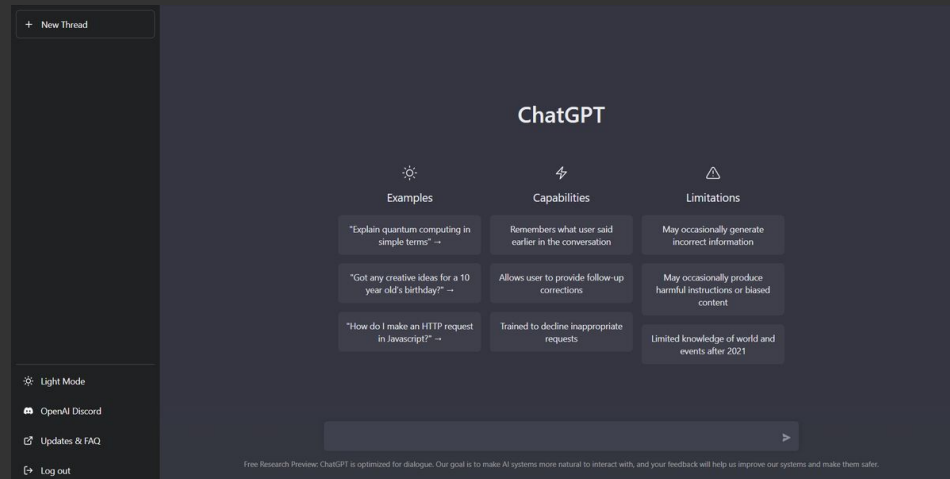 + New Thread
Light Mode
OpenAI Discord
Updates & FAQ
Log out
ChatGPT
Examples
"Explain quantum computing in
simple terms" →
"Got any creative ideas for a 10
year old's birthday?" →
"How do I make an HTTP request
in Javascript?" →
Capabilities
Remembers what user said
earlier in the conversation
Allows user to provide follow-up
corrections
Trained to decline inappropriate
requests
Limitations
May occasionally generate
incorrect information
May occasionally produce
harmful instructions or biased
content
Limited knowledge of world and
events after 2021
Free Research Preview: ChatGPT is optimized for dialogue. Our goal is to make AI systems more natural to interact with, and your feedback will help us improve our systems and make them safer.